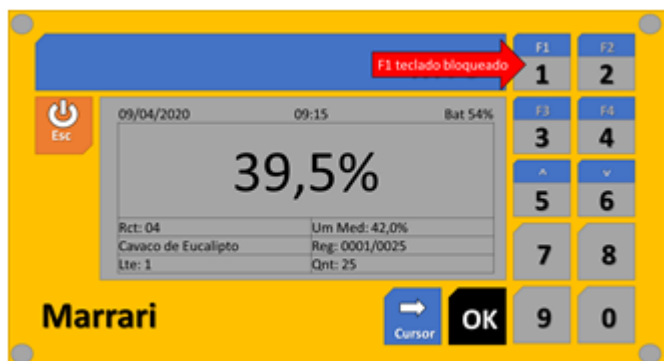 F1 teclado bloqueado
F1
1
F2
2
Esc
09/04/2020 09:15 Bat 54%
39,5%
Rct: 04 Um Med: 42,0%
Cavaco de Eucalipto Reg: 0001/0025
Lte: 1 Qnt: 25
F3
3
F4
4
^
5
v
6
7
8
Marrari
Cursor
OK
9
0